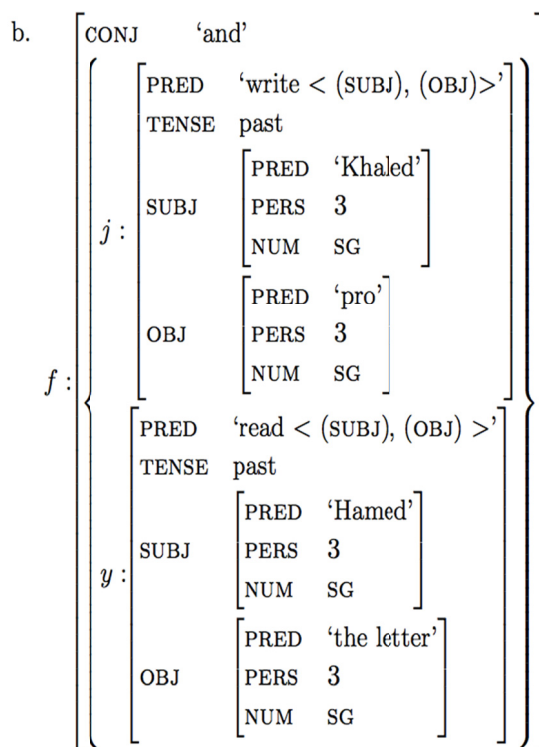 b.
CONJ ‘and’
PRED ‘write < (SUBJ), (OBJ)>’
TENSE past
PRED ‘Khaled’
SUBJ PERS 3
j :
NUM SG
PRED ‘pro’
OBJ PERS 3
NUM SG
f :
PRED ‘read < (SUBJ), (OBJ) >’
TENSE past
PRED ‘Hamed’
SUBJ PERS 3
y :
NUM SG
PRED ‘the letter’
OBJ PERS 3
NUM SG